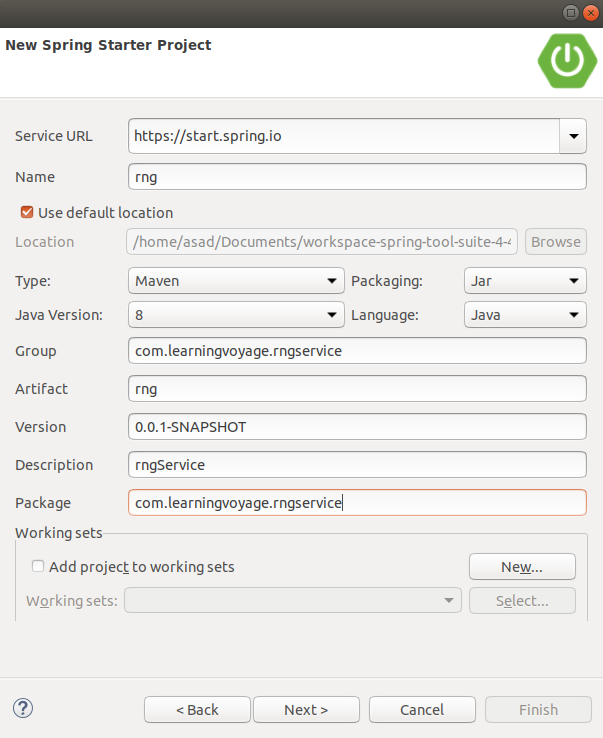 New Spring Starter Project
Service URL https://start.spring.io
Name rng
Use default location
Location /home/asad/Documents/workspace-spring-tool-suite-4-4 Browse
Type: Maven Packaging: Jar
Java Version: 8 Language: Java
Group com.learningvoyage.rngservice
Artifact rng
Version 0.0.1-SNAPSHOT
Description rngService
Package com.learningvoyage.rngservice
Working sets
Add project to working sets New...
Working sets: Select...
? < Back Next > Cancel Finish